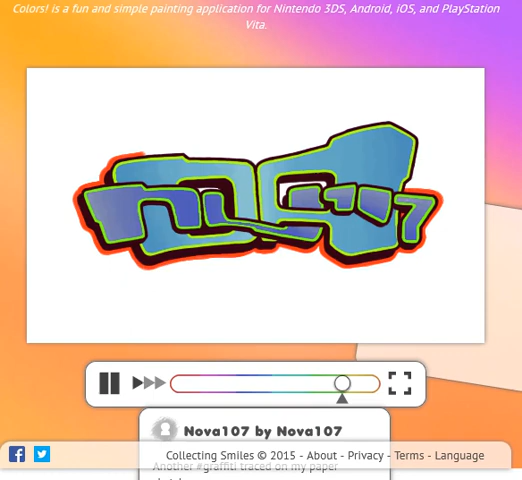 Colors! is a fun and simple painting application for Nintendo 3DS, Android, iOS, and PlayStation
Vita.
Nova107 by Nova107
Collecting Smiles © 2015 - About - Privacy - Terms - Language
Another #graffiti traced on my paper